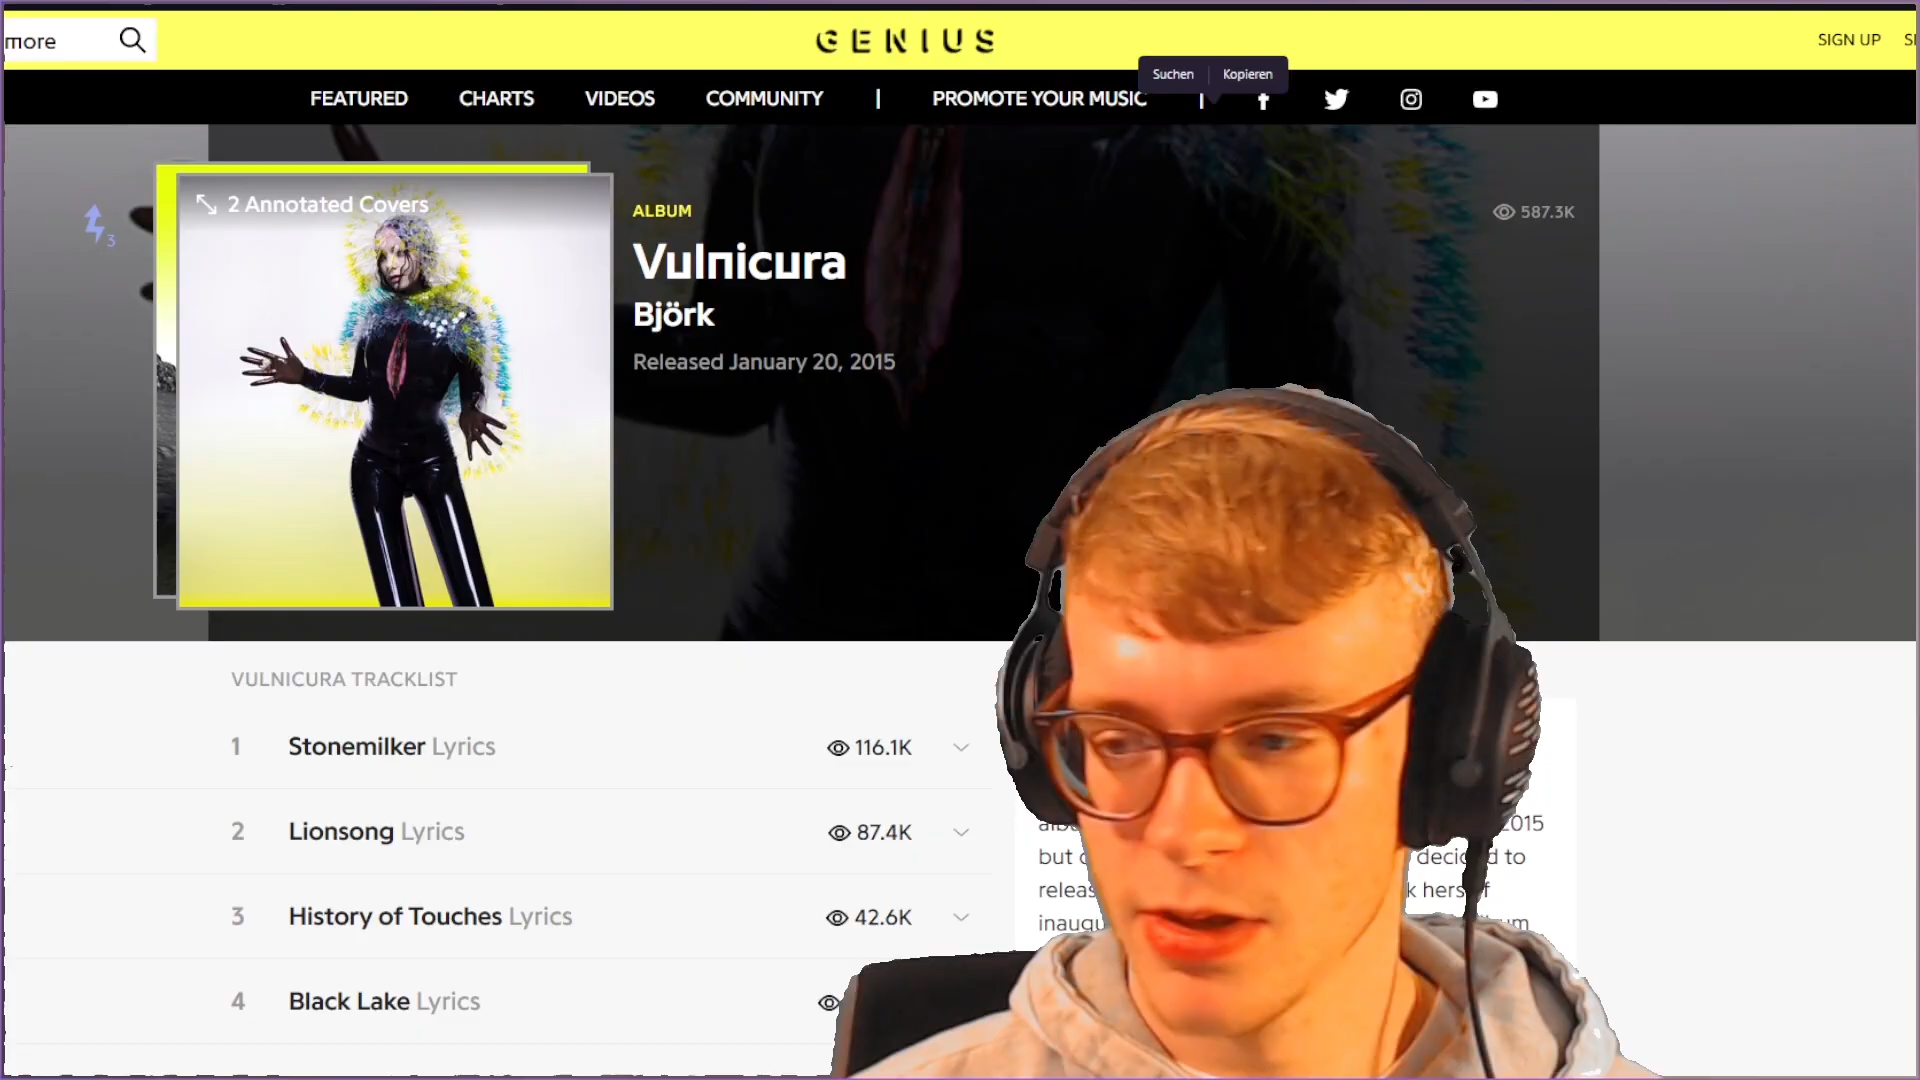 more
GENIUS
SIGN UP
Suchen
Kopieren
FEATURED
CHARTS
VIDEOS
COMMUNITY
PROMOTE YOUR MUSIC
2 Annotated Covers
3
ALBUM
587.3K
Vulnicura
Björk
Released January 20, 2015
VULNICURA TRACKLIST
1 Stonemilker Lyrics 116.1K
2 Lionsong Lyrics 87.4K
3 History of Touches Lyrics 42.6K
4 Black Lake Lyrics
2015
but
decided to